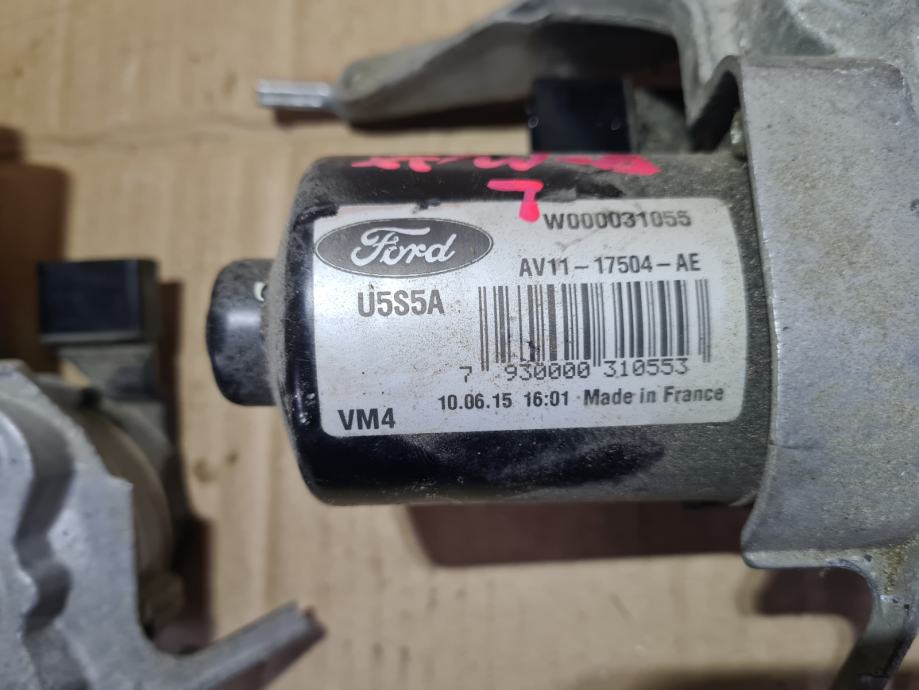 L
W000031055
Ford
AV11-17504-AE
U5S5A
7 930000 310553
10.06.15 16:01 Made in France
VM4